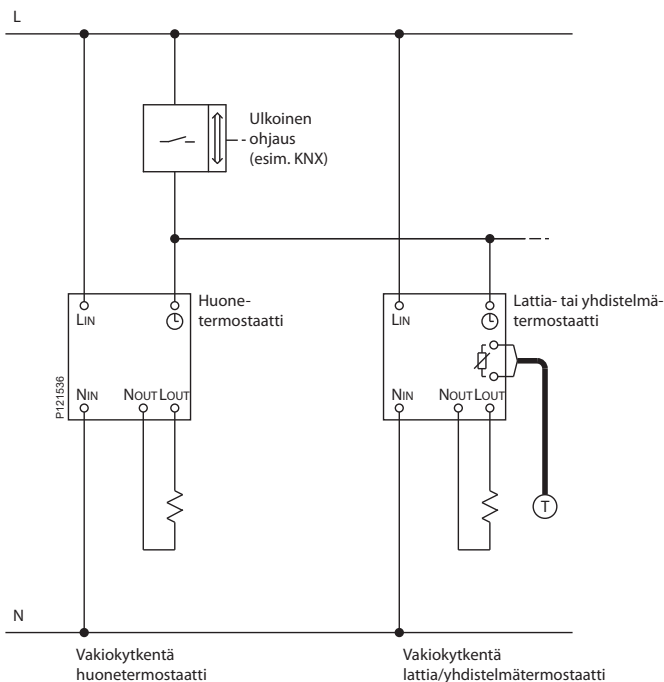 L
Ulkoinen
ohjaus
(esim. KNX)
Huone-
termostaatti
Lattia- tai yhdistelmä-
termostaatti
LIN
LIN
P121536
NIN
NOUT LOUT
NIN
NOUT LOUT
T
N
Vakiokytkentä
huonetermostaatti
Vakiokytkentä
lattia/yhdistelmätermostaatti